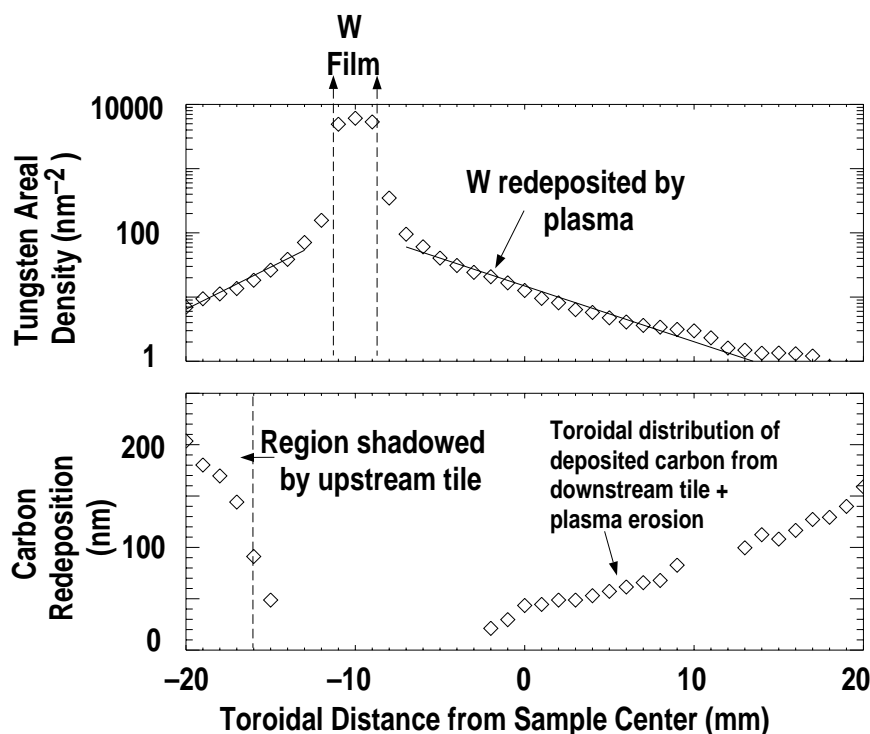 W
Film
10000
100
1
Tungsten Areal
Density (nm–2)
W redeposited by
plasma
200
100
0
Carbon
Redeposition
(nm)
Region shadowed
by upstream tile
Toroidal distribution of
deposited carbon from
downstream tile +
plasma erosion
–20
–10
0
10
20
Toroidal Distance from Sample Center (mm)